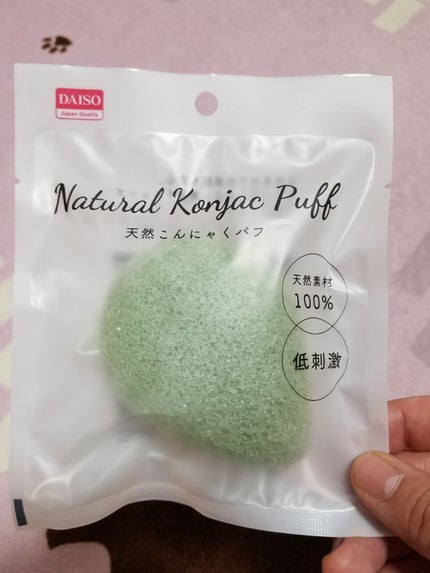 DAISO
Japan Quality
Natural Konjac Puff
天然こんにゃくパフ
天然素材
100%
低刺激